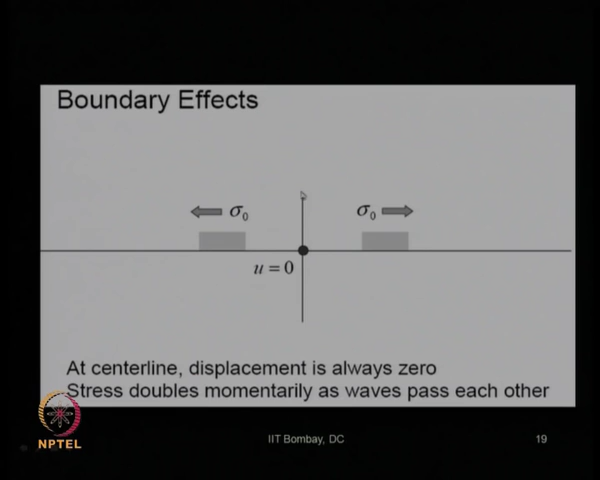 Boundary Effects
σ₀ σ₀
u = 0
At centerline, displacement is always zero
Stress doubles momentarily as waves pass each other
NPTEL
IIT Bombay, DC
19